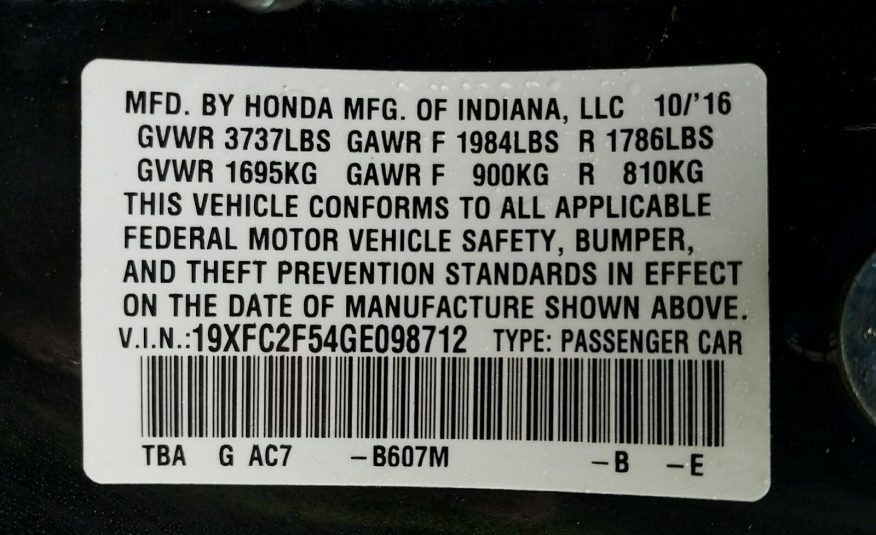 MFD. BY HONDA MFG. OF INDIANA, LLC 10/'16
GVWR 3737LBS GAWR F 1984LBS R 1786LBS
GVWR 1695KG GAWR F 900KG R 810KG
THIS VEHICLE CONFORMS TO ALL APPLICABLE
FEDERAL MOTOR VEHICLE SAFETY, BUMPER,
AND THEFT PREVENTION STANDARDS IN EFFECT
ON THE DATE OF MANUFACTURE SHOWN ABOVE.
V.I.N.:19XFC2F54GE098712 TYPE: PASSENGER CAR
TBA G AC7 -B607M -B -E